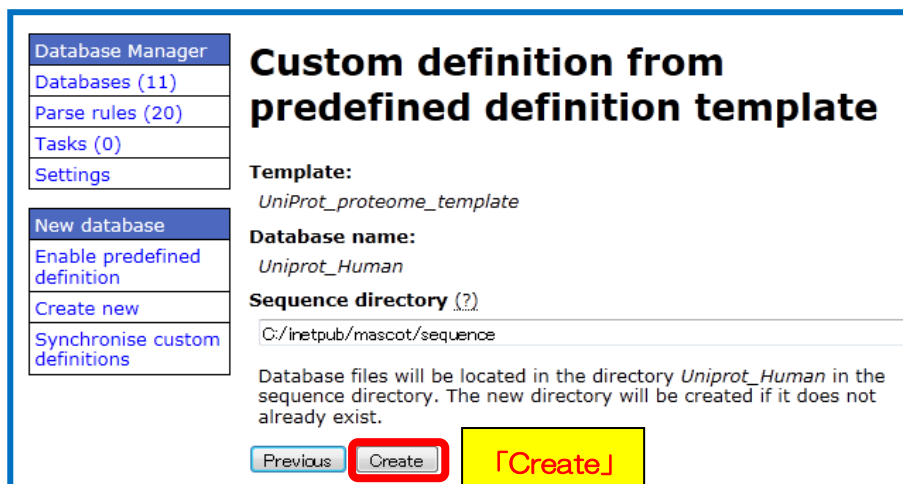 Database Manager
Databases (11)
Parse rules (20)
Tasks (0)
Settings
New database
Enable predefined
definition
Create new
Synchronise custom
definitions
Custom definition from
predefined definition template
Template:
UniProt_proteome_template
Database name:
Uniprot_Human
Sequence directory (?)
C:/inetpub/mascot/sequence
Database files will be located in the directory Uniprot_Human in the
sequence directory. The new directory will be created if it does not
already exist.
Previous Create
「Create」